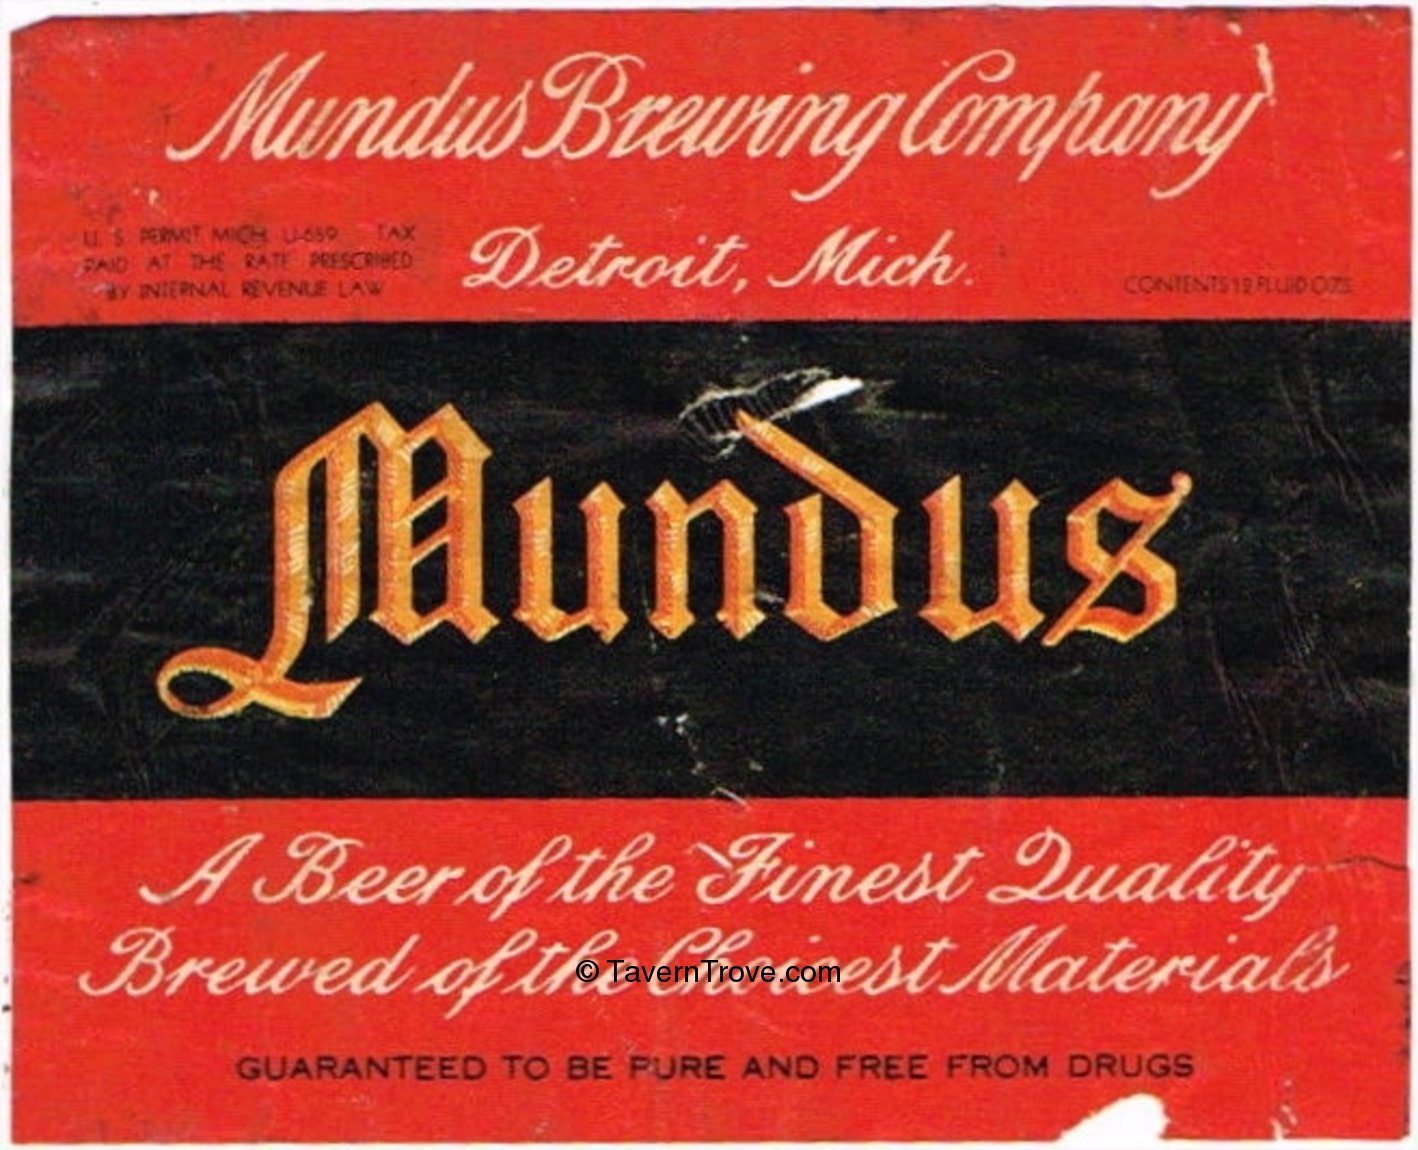 Mundus Brewing Company
U. S. PERMIT MICH. U-659 TAX
PAID AT THE RATE PRESCRIBED
BY INTERNAL REVENUE LAW
Detroit, Mich.
CONTENTS 12 FLUID OZS.
Mundus
A Beer of the Finest Quality
Brewed of the Choicest Materials
© TavernTrove.com
GUARANTEED TO BE PURE AND FREE FROM DRUGS